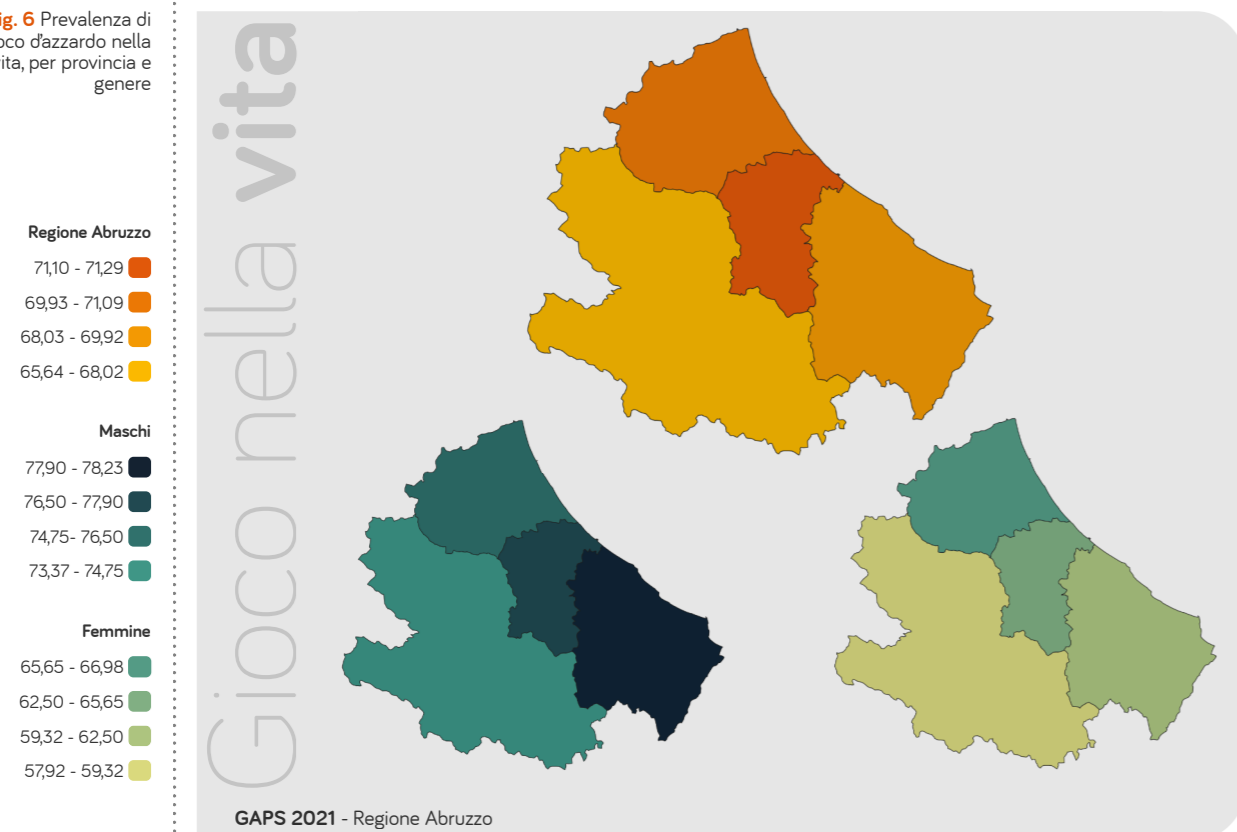 ig. 6 Prevalenza di
oco d'azzardo nella
ita, per provincia e
genere
Regione Abruzzo
71,10 - 71,29
69,93 - 71,09
68,03 - 69,92
65,64 - 68,02
Maschi
77,90 - 78,23
76,50 - 77,90
74,75- 76,50
73,37 - 74,75
Femmine
65,65 - 66,98
62,50 - 65,65
59,32 - 62,50
57,92 - 59,32
Gioco nella vita
GAPS 2021 - Regione Abruzzo